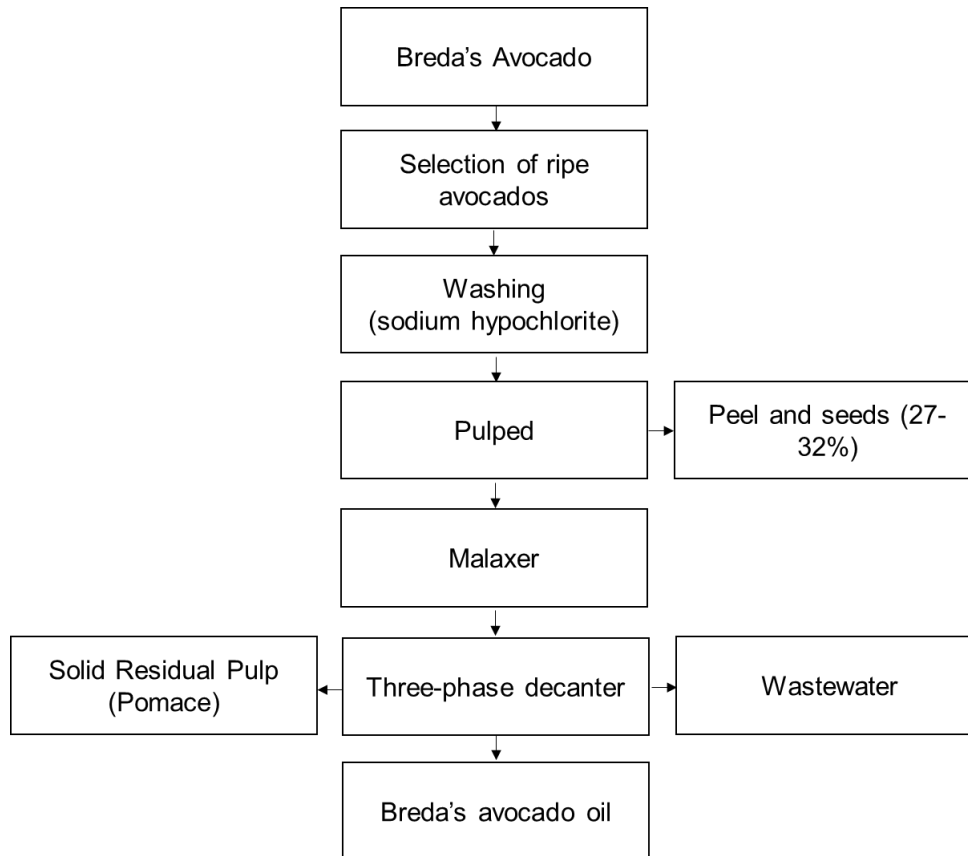 Breda's Avocado
Selection of ripe
avocados
Washing
(sodium hypochlorite)
Pulped
Peel and seeds (27-
32%)
Malaxer
Solid Residual Pulp
(Pomace)
Three-phase decanter
Wastewater
Breda's avocado oil